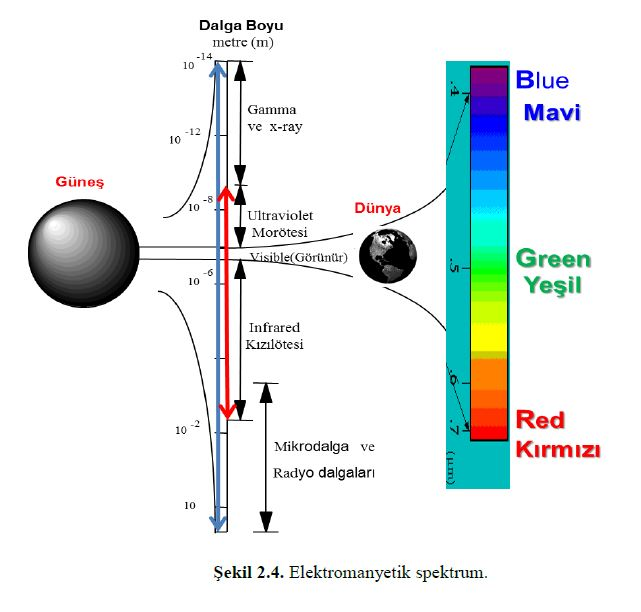 Dalga Boyu
metre (m)
10 -14
Gamma
ve x-ray
10 -12
Güneş
10 -8
Ultraviolet
Morötesi
Dünya
Visible(Görünür)
10 -6
Infrared
Kızılötesi
10 -2
Mikrodalga ve
Radyo dalgaları
10
.4
.5
.6
.7
(µm)
Blue
Mavi
Green
Yeşil
Red
Kırmızı
Şekil 2.4. Elektromanyetik spektrum.